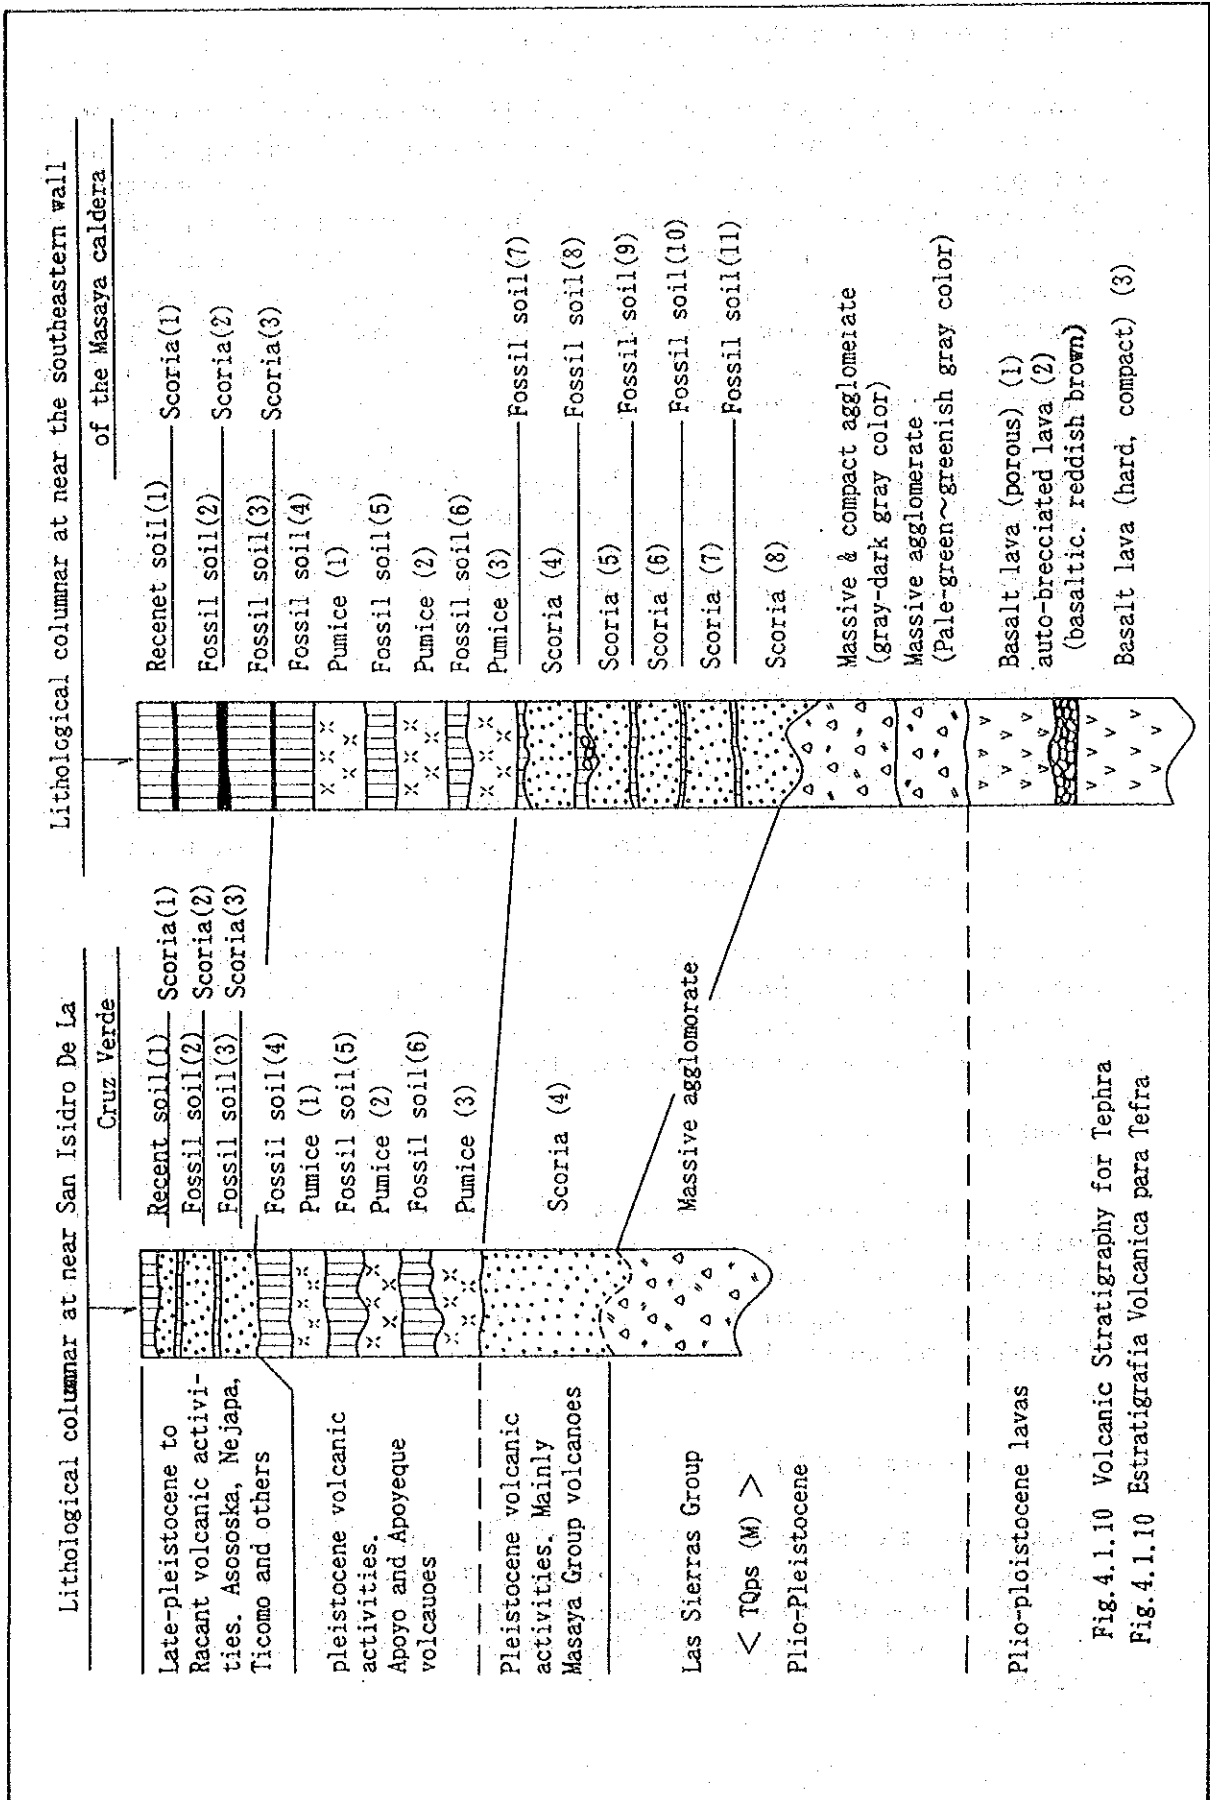 Lithological columnar at near San Isidro De La
Cruz Verde
Lithological columnar at near the southeastern wall
of the Masaya caldera
Late-pleistocene to
Racant volcanic activi-
ties. Asososka, Nejapa,
Ticomo and others
pleistocene volcanic
activities.
Apoyo and Apoyeque
volcauoes
Pleistocene volcanic
activities. Mainly
Masaya Group volcanoes
Las Sierras Group
< TQps (M) >
Plio-Pleistocene
Plio-ploistocene lavas
Recent soil(1) Scoria(1)
Fossil soil(2) Scoria(2)
Fossil soil(3) Scoria(3)
Fossil soil(4)
Pumice (1)
Fossil soil(5)
Pumice (2)
Fossil soil(6)
Pumice (3)
Scoria (4)
Massive agglomorate
Recenet soil(1) Scoria(1)
Fossil soil(2) Scoria(2)
Fossil soil(3) Scoria(3)
Fossil soil(4)
Pumice (1)
Fossil soil(5)
Pumice (2)
Fossil soil(6)
Pumice (3)
Fossil soil(7)
Scoria (4)
Fossil soil(8)
Scoria (5)
Fossil soil(9)
Scoria (6)
Fossil soil(10)
Scoria (7)
Fossil soil(11)
Scoria (8)
Massive & compact agglomeiate
(gray-dark gray color)
Massive agglomerate
(Pale-green~greenish gray color)
Basalt lava (porous) (1)
auto-brecciated lava (2)
(basaltic. reddish brown)
Basalt lava (hard, compact) (3)
Fig.4.1.10 Volcanic Stratigraphy for Tephra
Fig.4.1.10 Estratigrafia Volcanica para Tefra